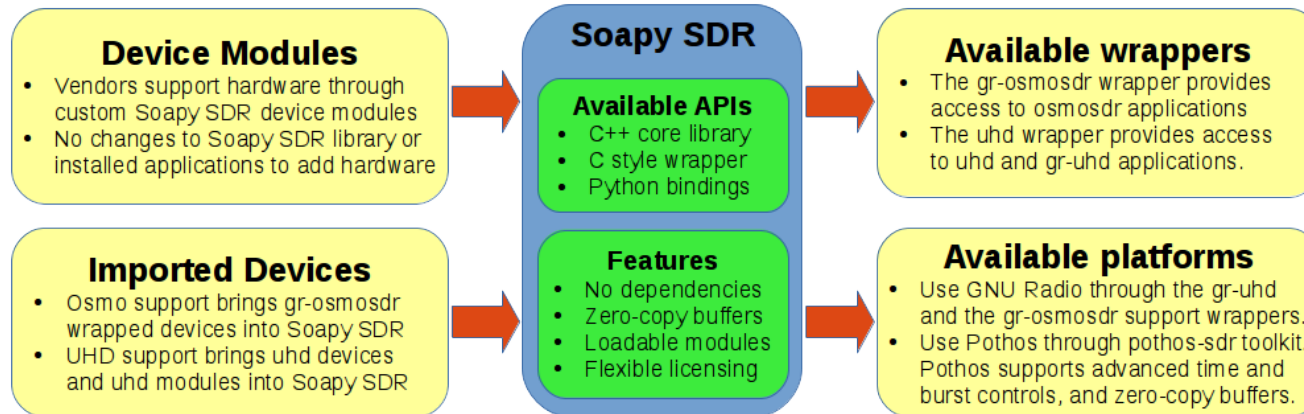 Device Modules
• Vendors support hardware through
custom Soapy SDR device modules
• No changes to Soapy SDR library or
installed applications to add hardware
Imported Devices
• Osmo support brings gr-osmosdr
wrapped devices into Soapy SDR
• UHD support brings uhd devices
and uhd modules into Soapy SDR
Soapy SDR
Available APIs
• C++ core library
• C style wrapper
• Python bindings
Features
• No dependencies
• Zero-copy buffers
• Loadable modules
• Flexible licensing
Available wrappers
• The gr-osmosdr wrapper provides
access to osmosdr applications
• The uhd wrapper provides access
to uhd and gr-uhd applications.
Available platforms
• Use GNU Radio through the gr-uhd
and the gr-osmosdr support wrappers.
• Use Pothos through pothos-sdr toolkit.
Pothos supports advanced time and
burst controls, and zero-copy buffers.